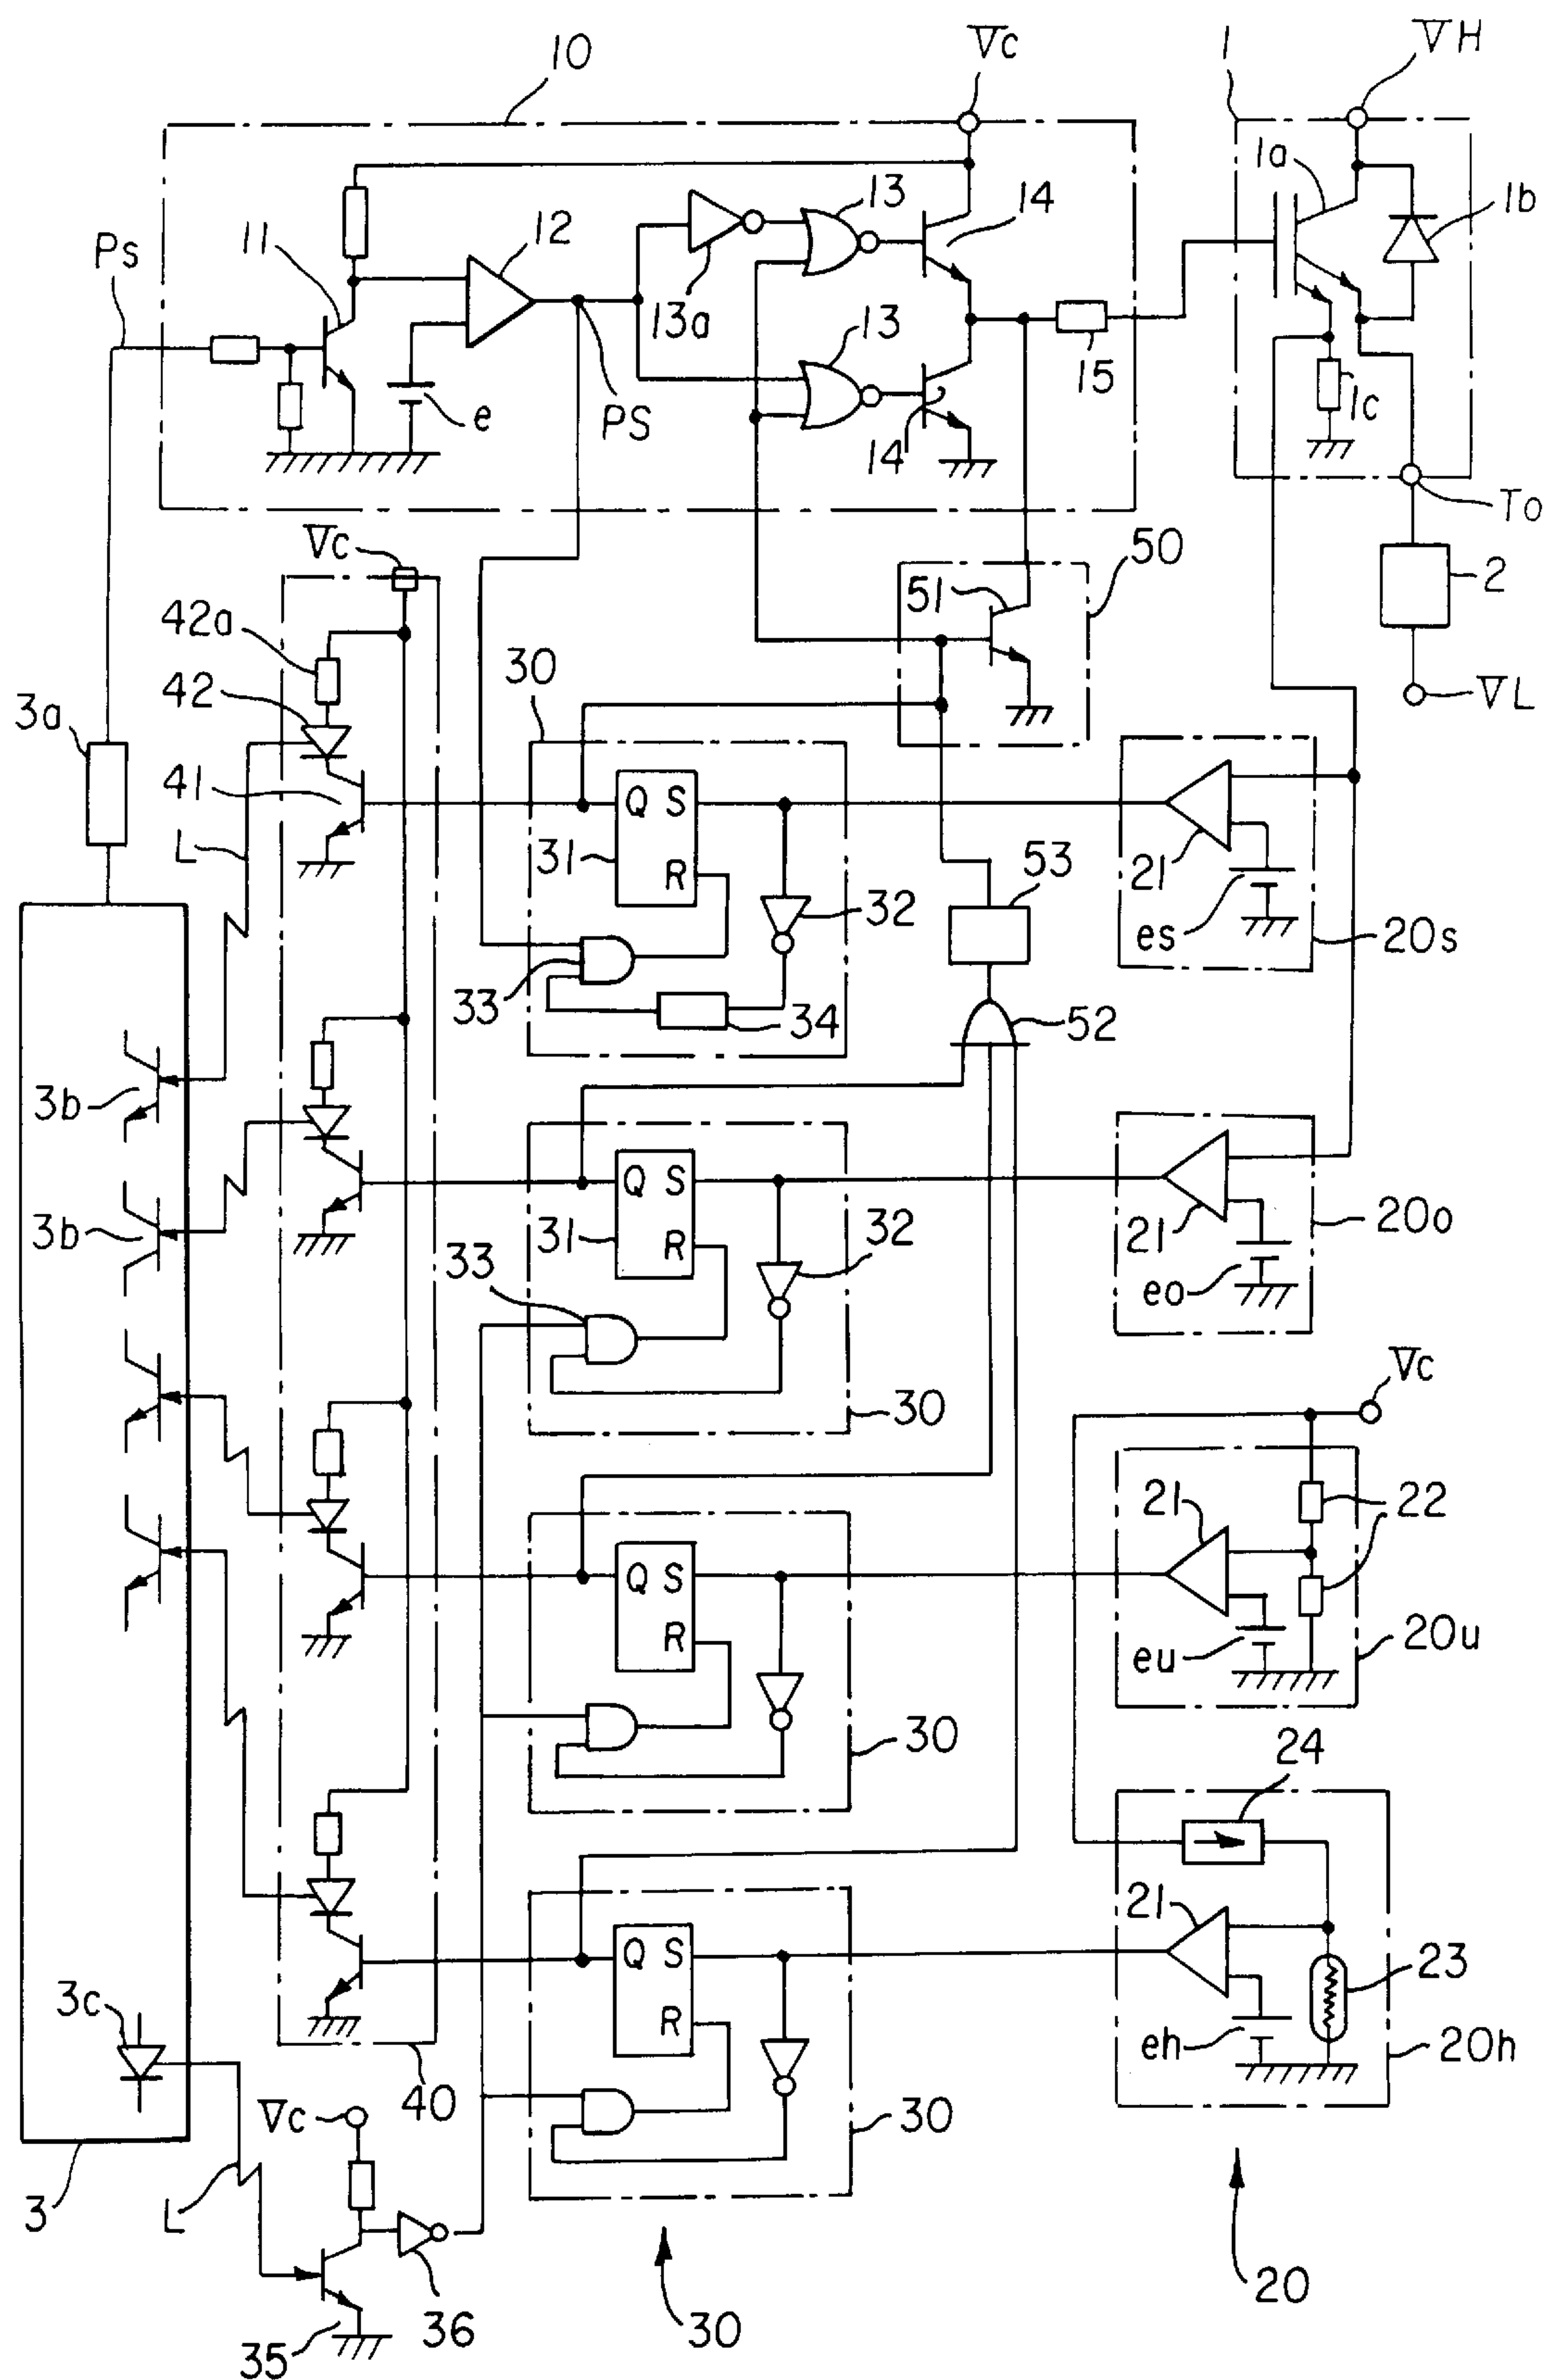 10
Vc
1
VH
1a
13
14
1b
Ps
11
12
13a
13
e
PS
14
15
1c
To
Vc
50
51
42a
30
2
42
3a
VL
41
Q S
31
21
L
R
53
32
es
20s
33
34
52
3b
Q S
3b
31
32
21
20o
R
33
eo
Vc
30
21
22
Q S
R
eu
20u
30
24
21
Q S
23
3c
R
eh
20h
40
Vc
30
3
L
20
36
30
35